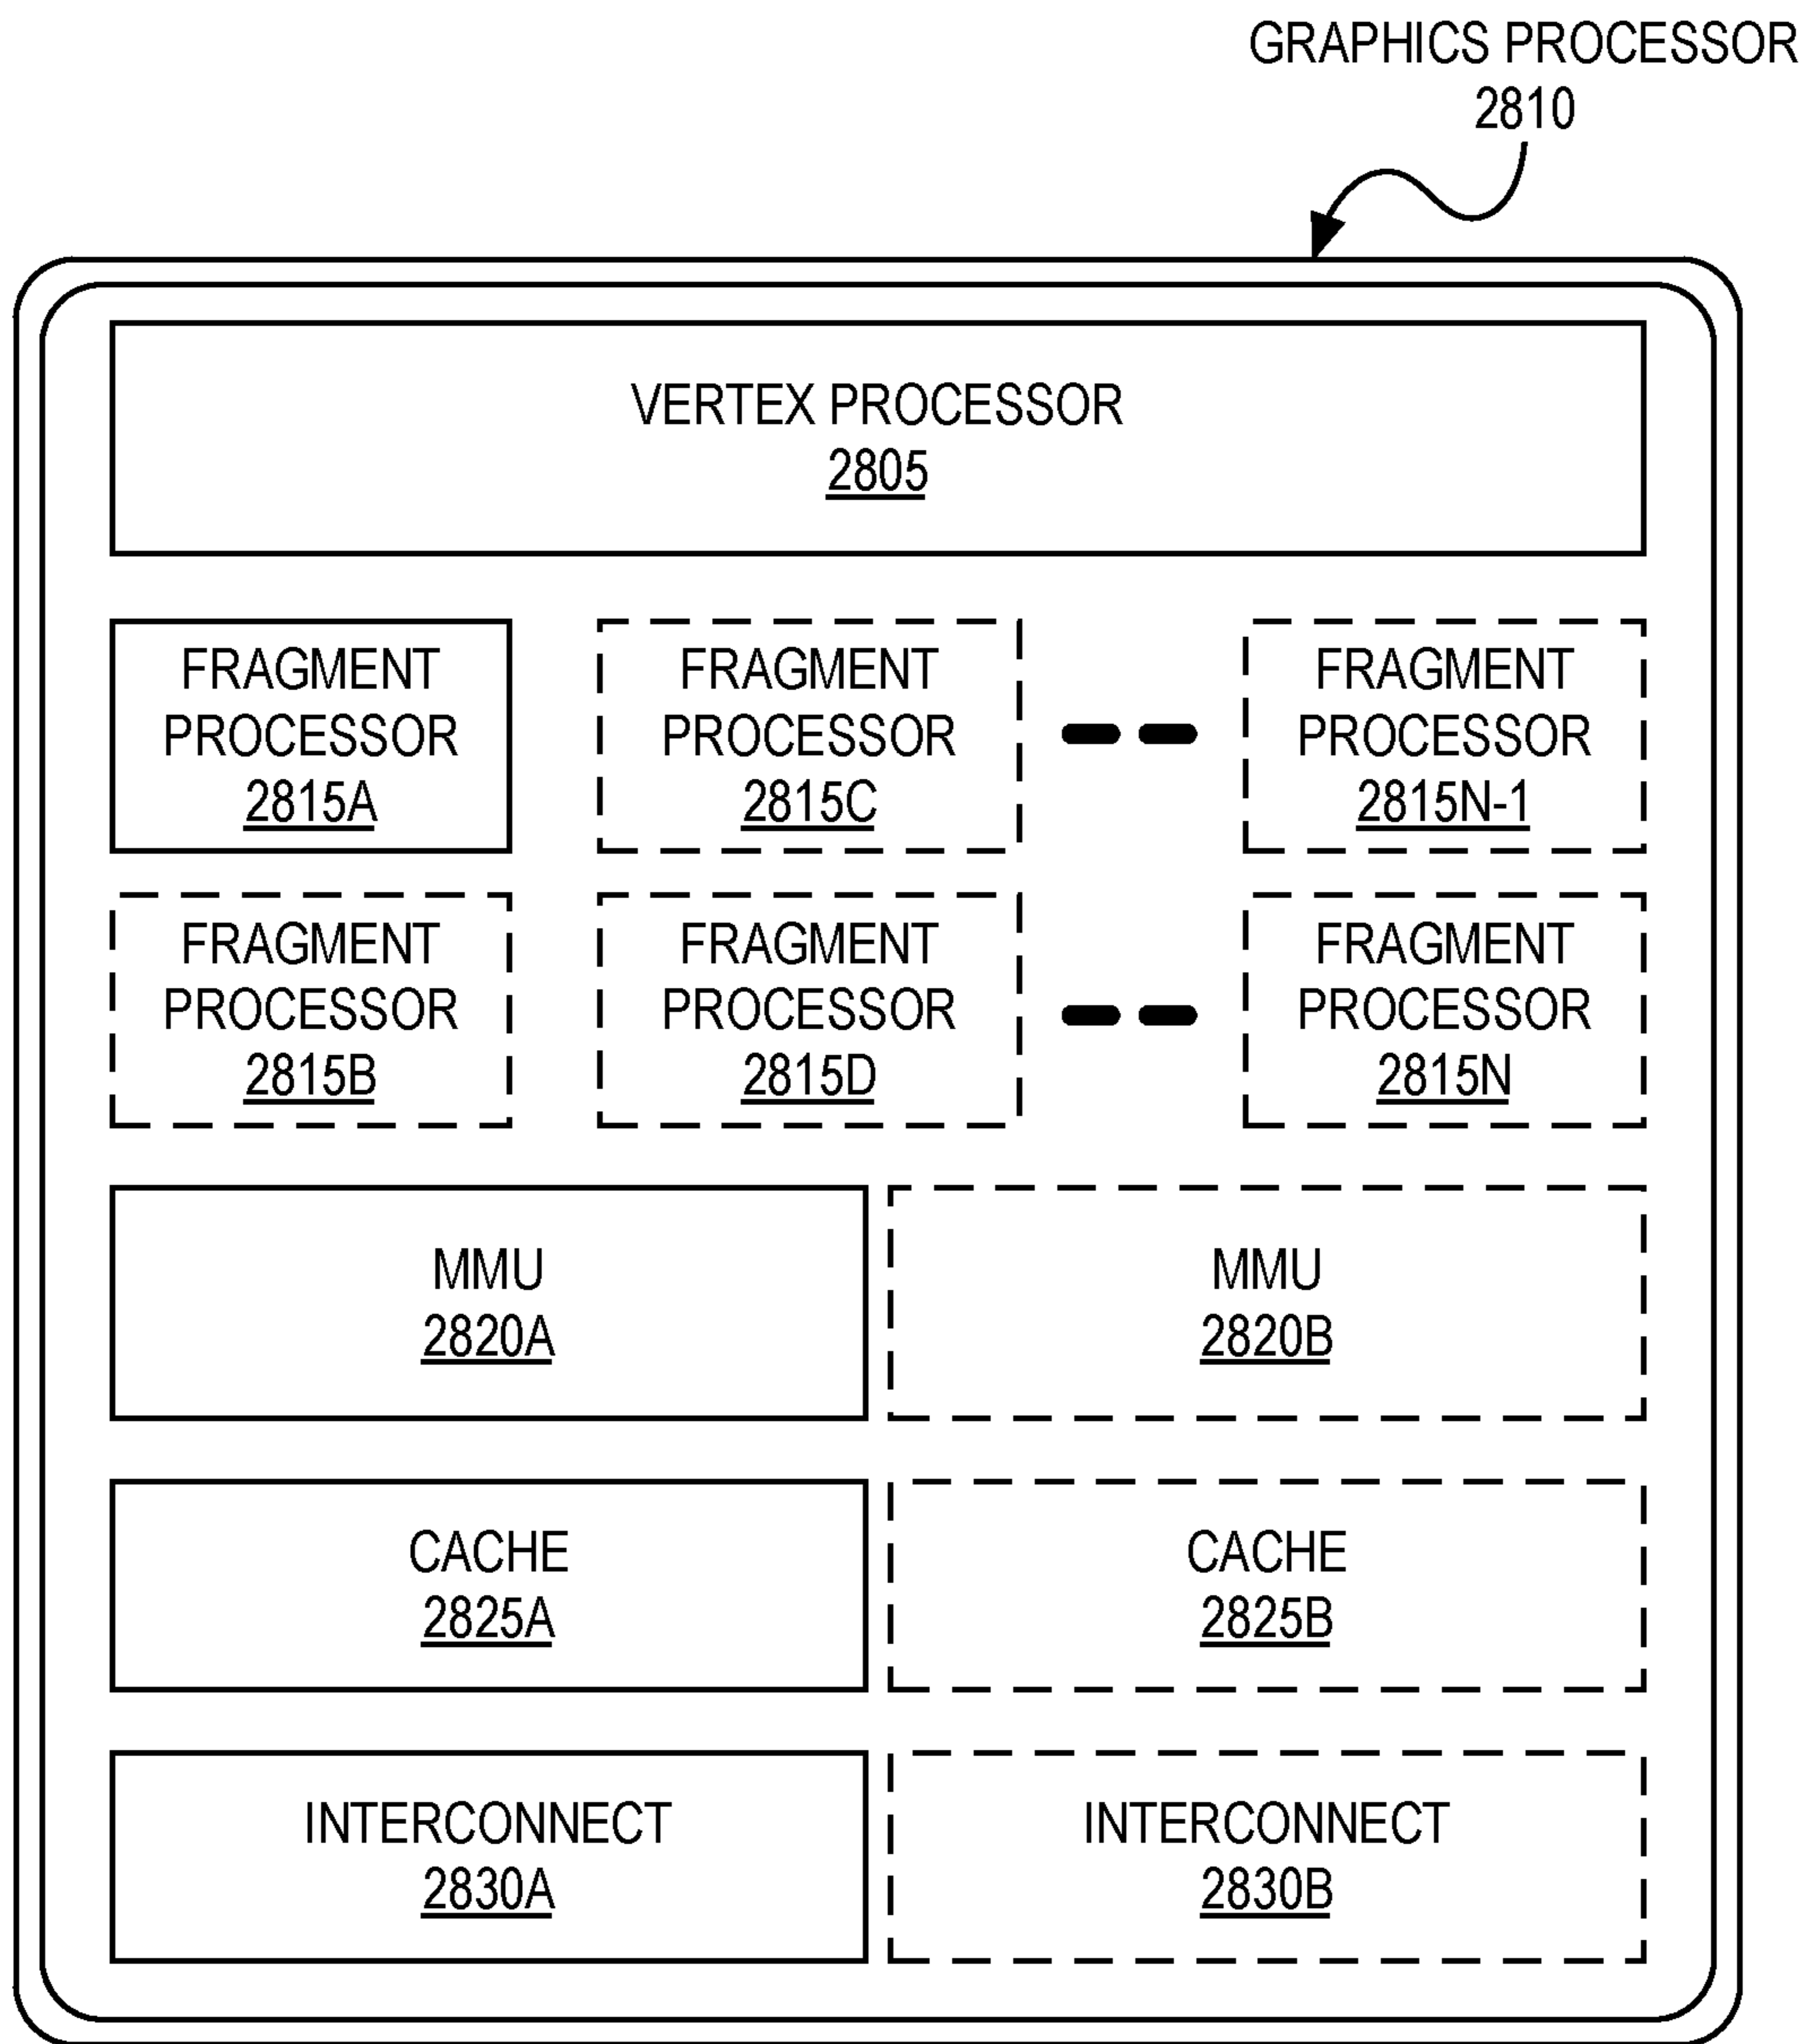 GRAPHICS PROCESSOR
2810
VERTEX PROCESSOR
2805
FRAGMENT
PROCESSOR
2815A
FRAGMENT
PROCESSOR
2815C
FRAGMENT
PROCESSOR
2815N-1
FRAGMENT
PROCESSOR
2815B
FRAGMENT
PROCESSOR
2815D
FRAGMENT
PROCESSOR
2815N
MMU
2820A
MMU
2820B
CACHE
2825A
CACHE
2825B
INTERCONNECT
2830A
INTERCONNECT
2830B